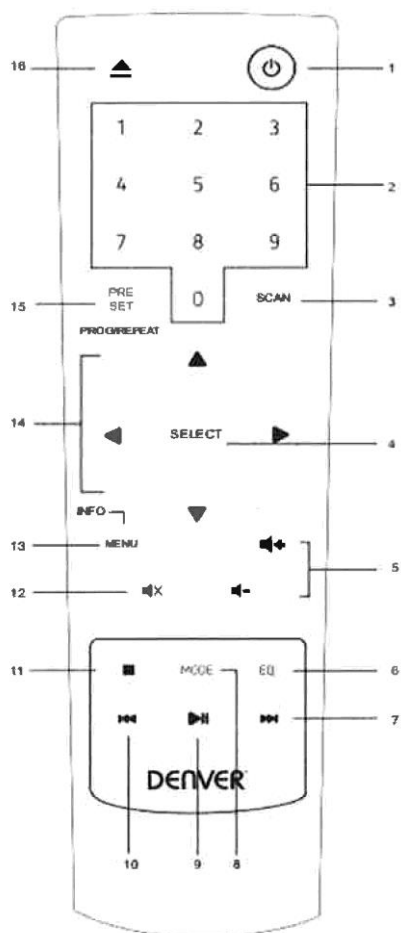 16 1
1 2 3
4 5 6 2
7 8 9
15 PRE SET 0 SCAN 3
PROG/REPEAT
14 SELECT 4
INFO
13 MENU 5
12
11 MODE EQ 6
7
DENVER
10 9 8